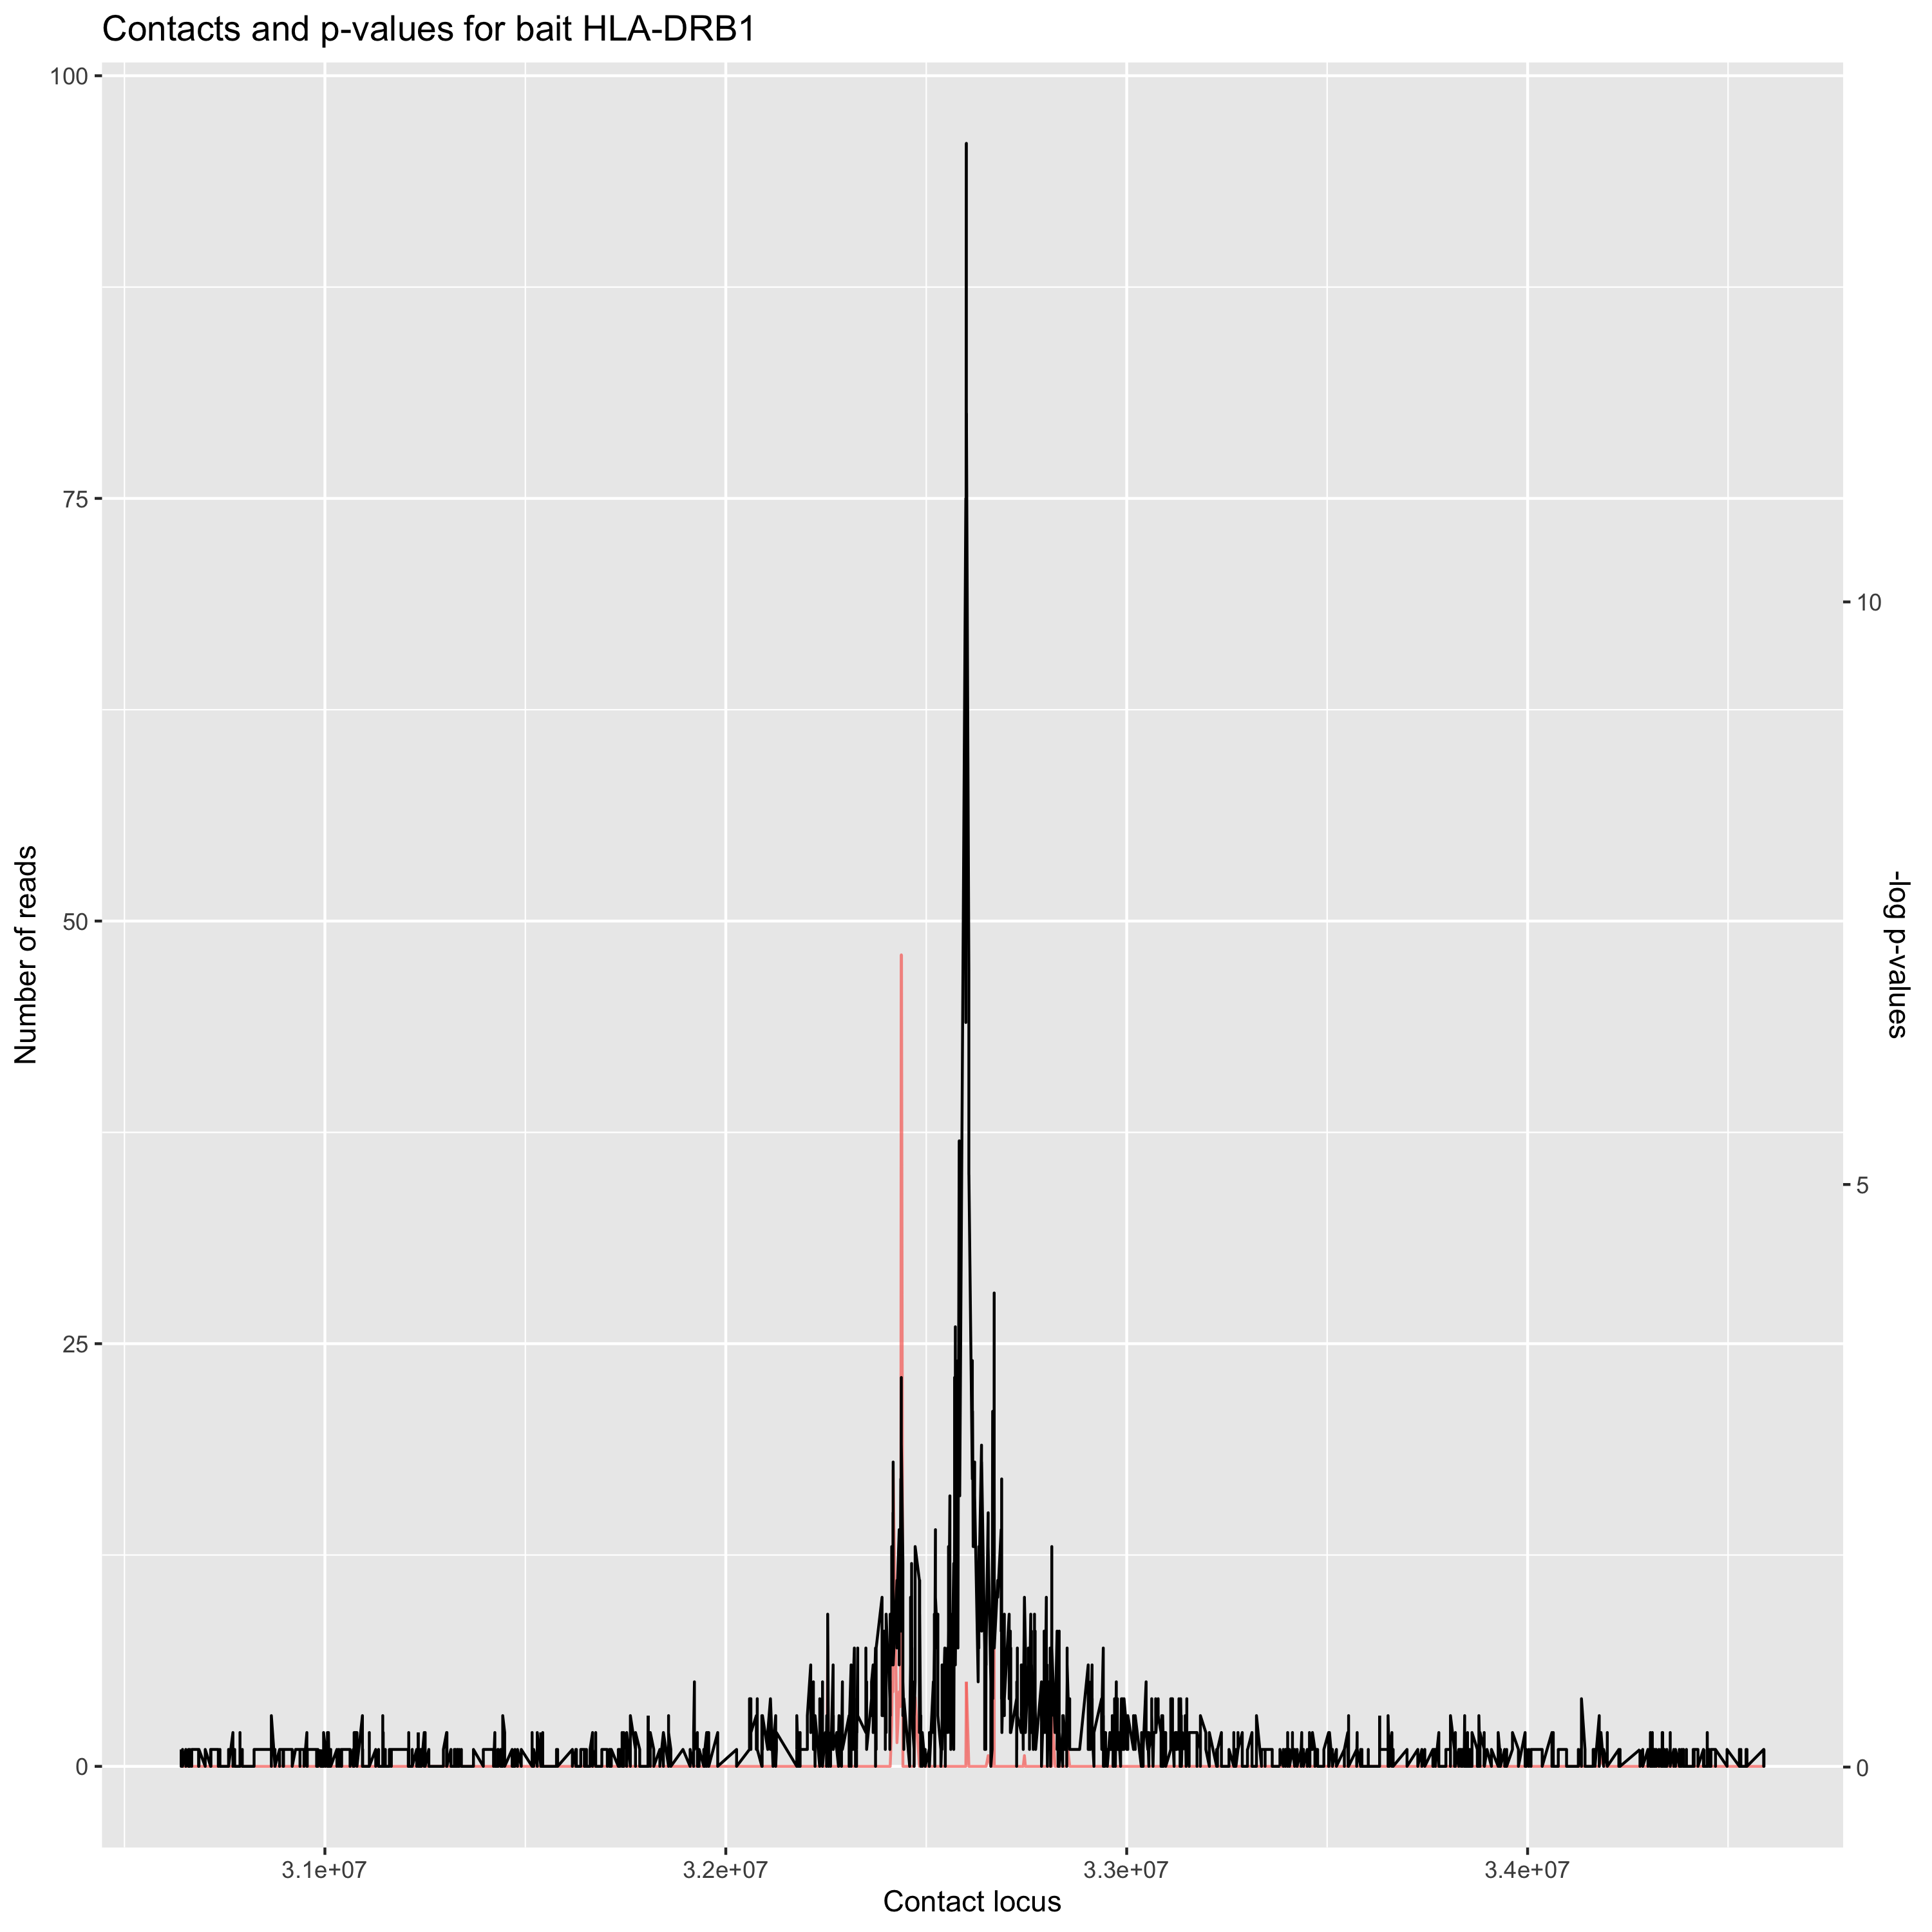 Contacts and p-values for bait HLA-DRB1
100
75
50
25
0
Number of reads
10
5
0
-log p-values
3.1e+07
3.2e+07
3.3e+07
3.4e+07
Contact locus